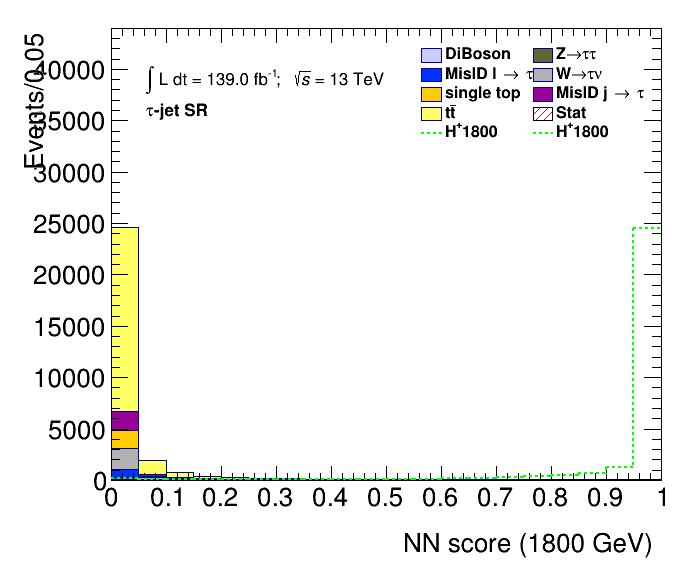 Events/0.05
40000
35000
30000
25000
20000
15000
10000
5000
0
∫ L dt = 139.0 fb⁻¹; √s = 13 TeV
τ-jet SR
DiBoson
MisID l → τ
single top
tt̄
H⁺1800
Z→ττ
W→τν
MisID j → τ
Stat
H⁺1800
0 0.1 0.2 0.3 0.4 0.5 0.6 0.7 0.8 0.9 1
NN score (1800 GeV)